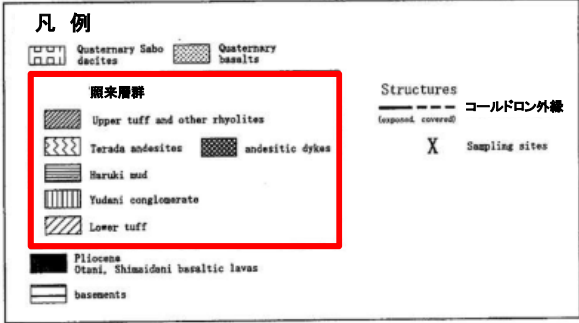 凡 例
Quaternary Sabo dacites
Quaternary basalts
照来層群
Upper tuff and other rhyolites
Terada andesites
andesitic dykes
Haruki mud
Yudani conglomerate
Lower tuff
Pliocena
Otani, Shimaidani basaltic lavas
basements
Structures
コールドロン外縁
(exposed, covered)
X Sampling sites